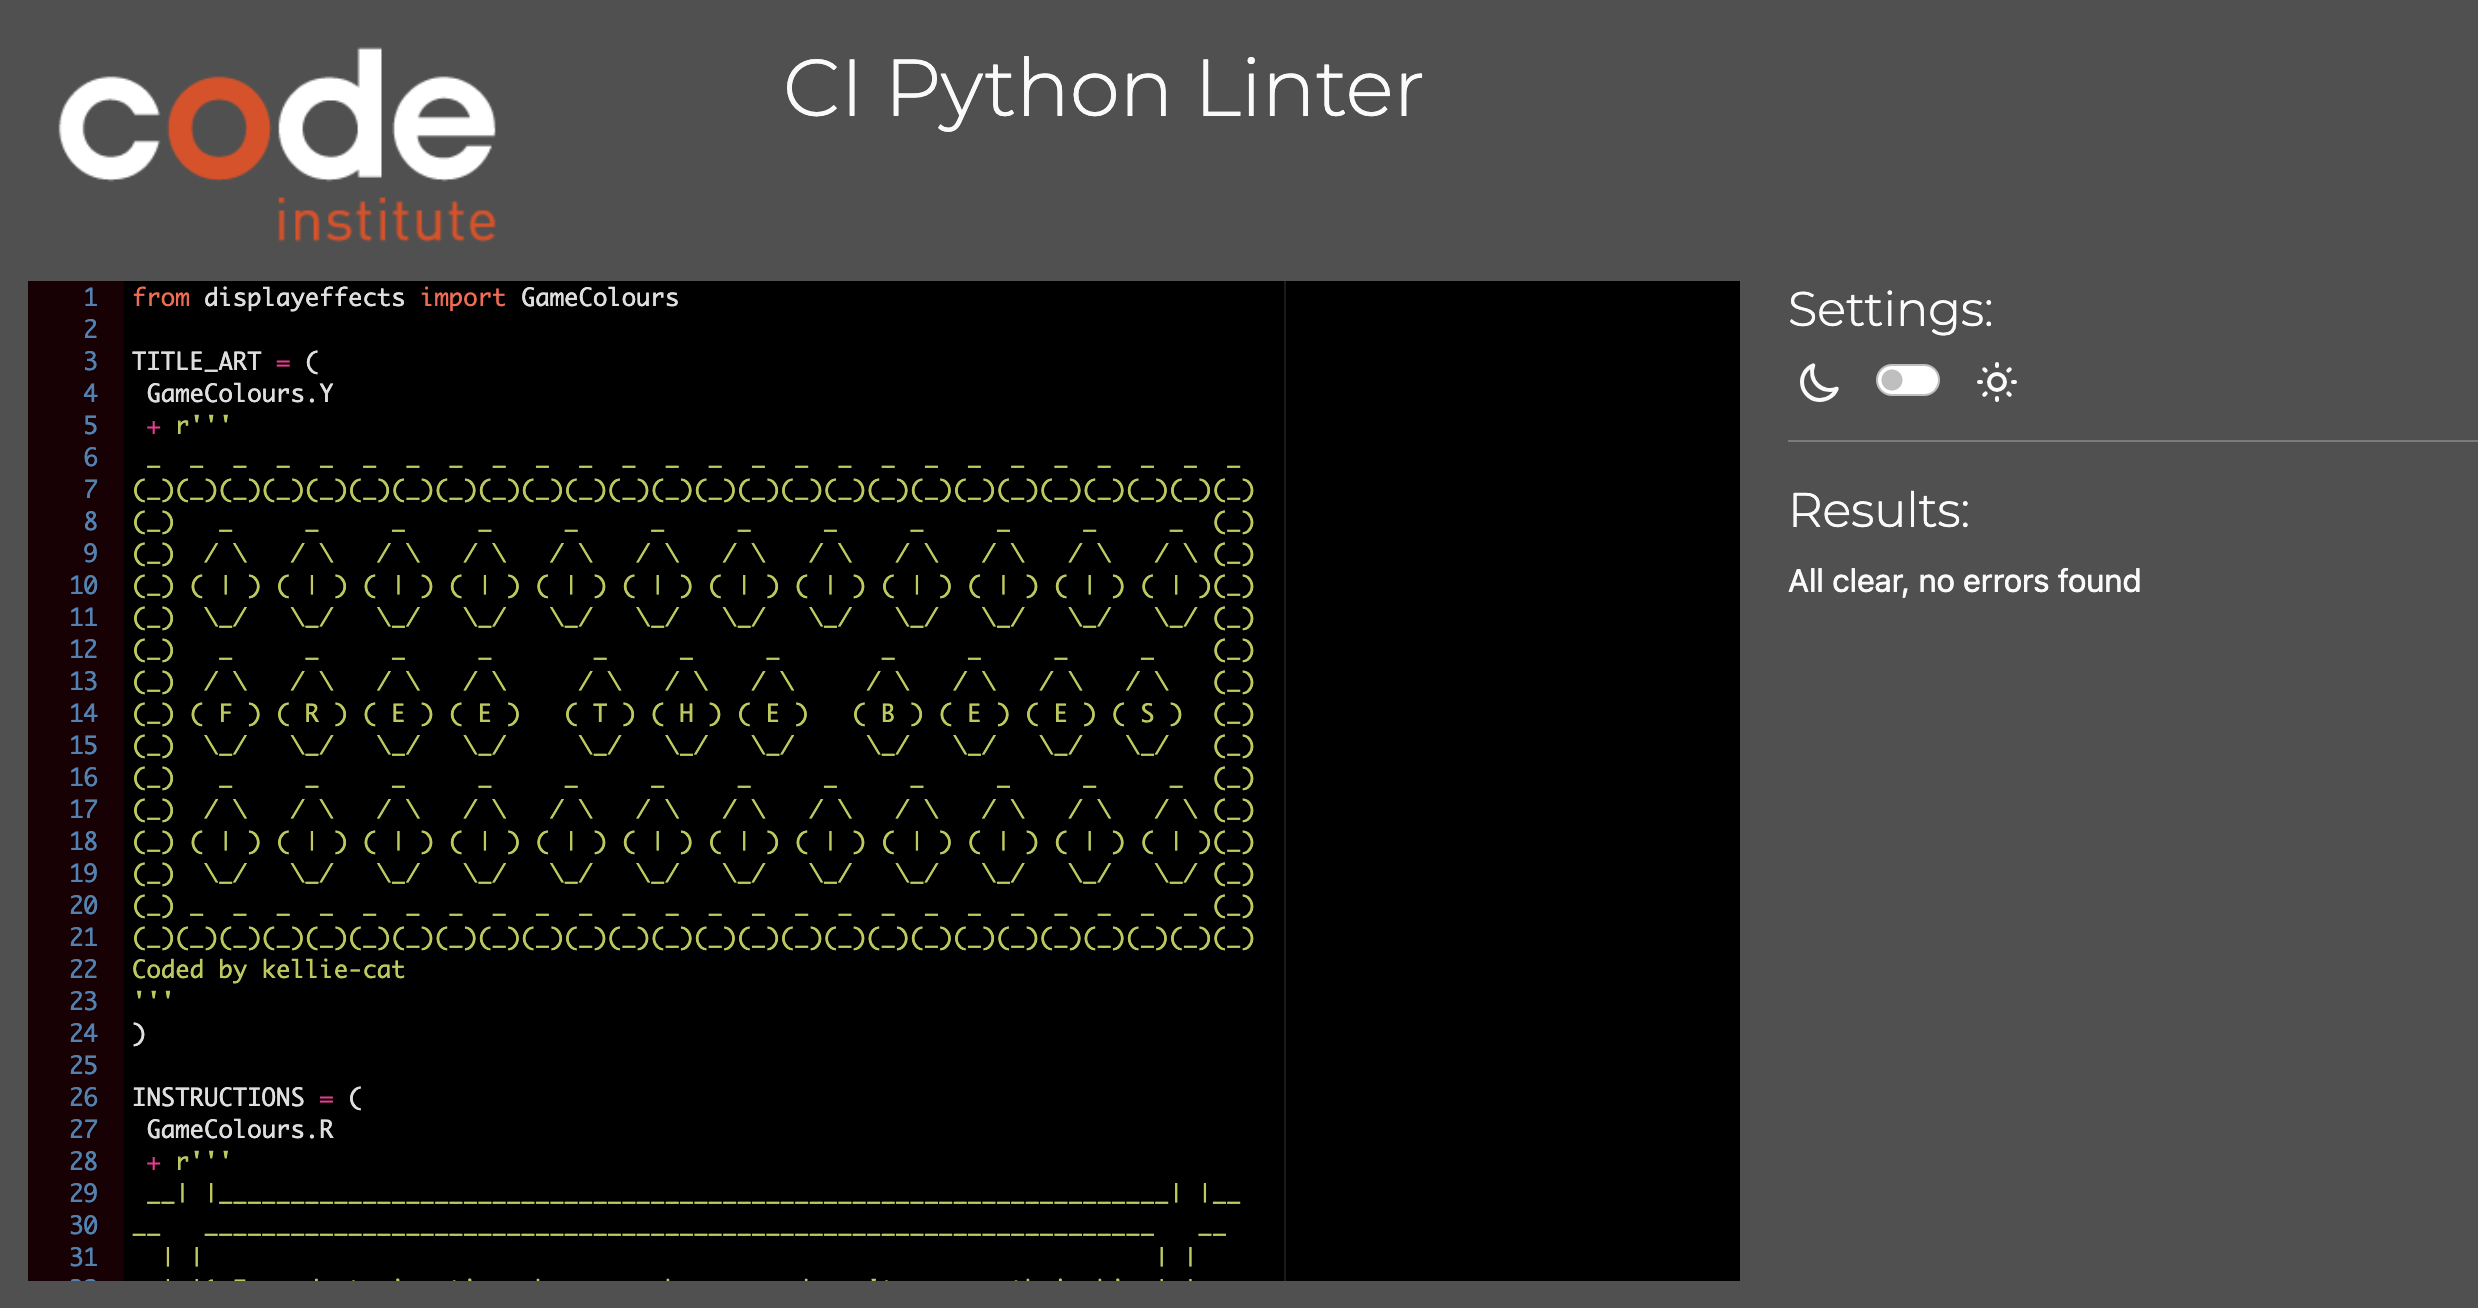 code
institute
CI Python Linter
1 from displayeffects import GameColours
2
3 TITLE_ART = (
4  GameColours.Y
5  + r'''
6  _  _  _  _  _  _  _  _  _  _  _  _  _  _  _  _  _  _  _  _  _  _  _  _  _  _
7 (_)(_)(_)(_)(_)(_)(_)(_)(_)(_)(_)(_)(_)(_)(_)(_)(_)(_)(_)(_)(_)(_)(_)(_)(_)(_)
8 (_)   _     _     _     _     _     _     _     _     _     _     _     _  (_)
9 (_)  / \   / \   / \   / \   / \   / \   / \   / \   / \   / \   / \   / \ (_)
10 (_) ( | ) ( | ) ( | ) ( | ) ( | ) ( | ) ( | ) ( | ) ( | ) ( | ) ( | ) ( | )(_)
11 (_)  \_/   \_/   \_/   \_/   \_/   \_/   \_/   \_/   \_/   \_/   \_/   \_/ (_)
12 (_)   _     _     _     _       _     _     _       _     _     _     _    (_)
13 (_)  / \   / \   / \   / \     / \   / \   / \     / \   / \   / \   / \   (_)
14 (_) ( F ) ( R ) ( E ) ( E )   ( T ) ( H ) ( E )   ( B ) ( E ) ( E ) ( S )  (_)
15 (_)  \_/   \_/   \_/   \_/     \_/   \_/   \_/     \_/   \_/   \_/   \_/   (_)
16 (_)   _     _     _     _     _     _     _     _     _     _     _     _  (_)
17 (_)  / \   / \   / \   / \   / \   / \   / \   / \   / \   / \   / \   / \ (_)
18 (_) ( | ) ( | ) ( | ) ( | ) ( | ) ( | ) ( | ) ( | ) ( | ) ( | ) ( | ) ( | )(_)
19 (_)  \_/   \_/   \_/   \_/   \_/   \_/   \_/   \_/   \_/   \_/   \_/   \_/ (_)
20 (_) _  _  _  _  _  _  _  _  _  _  _  _  _  _  _  _  _  _  _  _  _  _  _  _ (_)
21 (_)(_)(_)(_)(_)(_)(_)(_)(_)(_)(_)(_)(_)(_)(_)(_)(_)(_)(_)(_)(_)(_)(_)(_)(_)(_)
22 Coded by kellie-cat
23 '''
24 )
25
26 INSTRUCTIONS = (
27  GameColours.R
28  + r'''
29  __| |__________________________________________________________________| |__
30 __   __________________________________________________________________   __
31   | |                                                                   | |
Settings:
Results:
All clear, no errors found